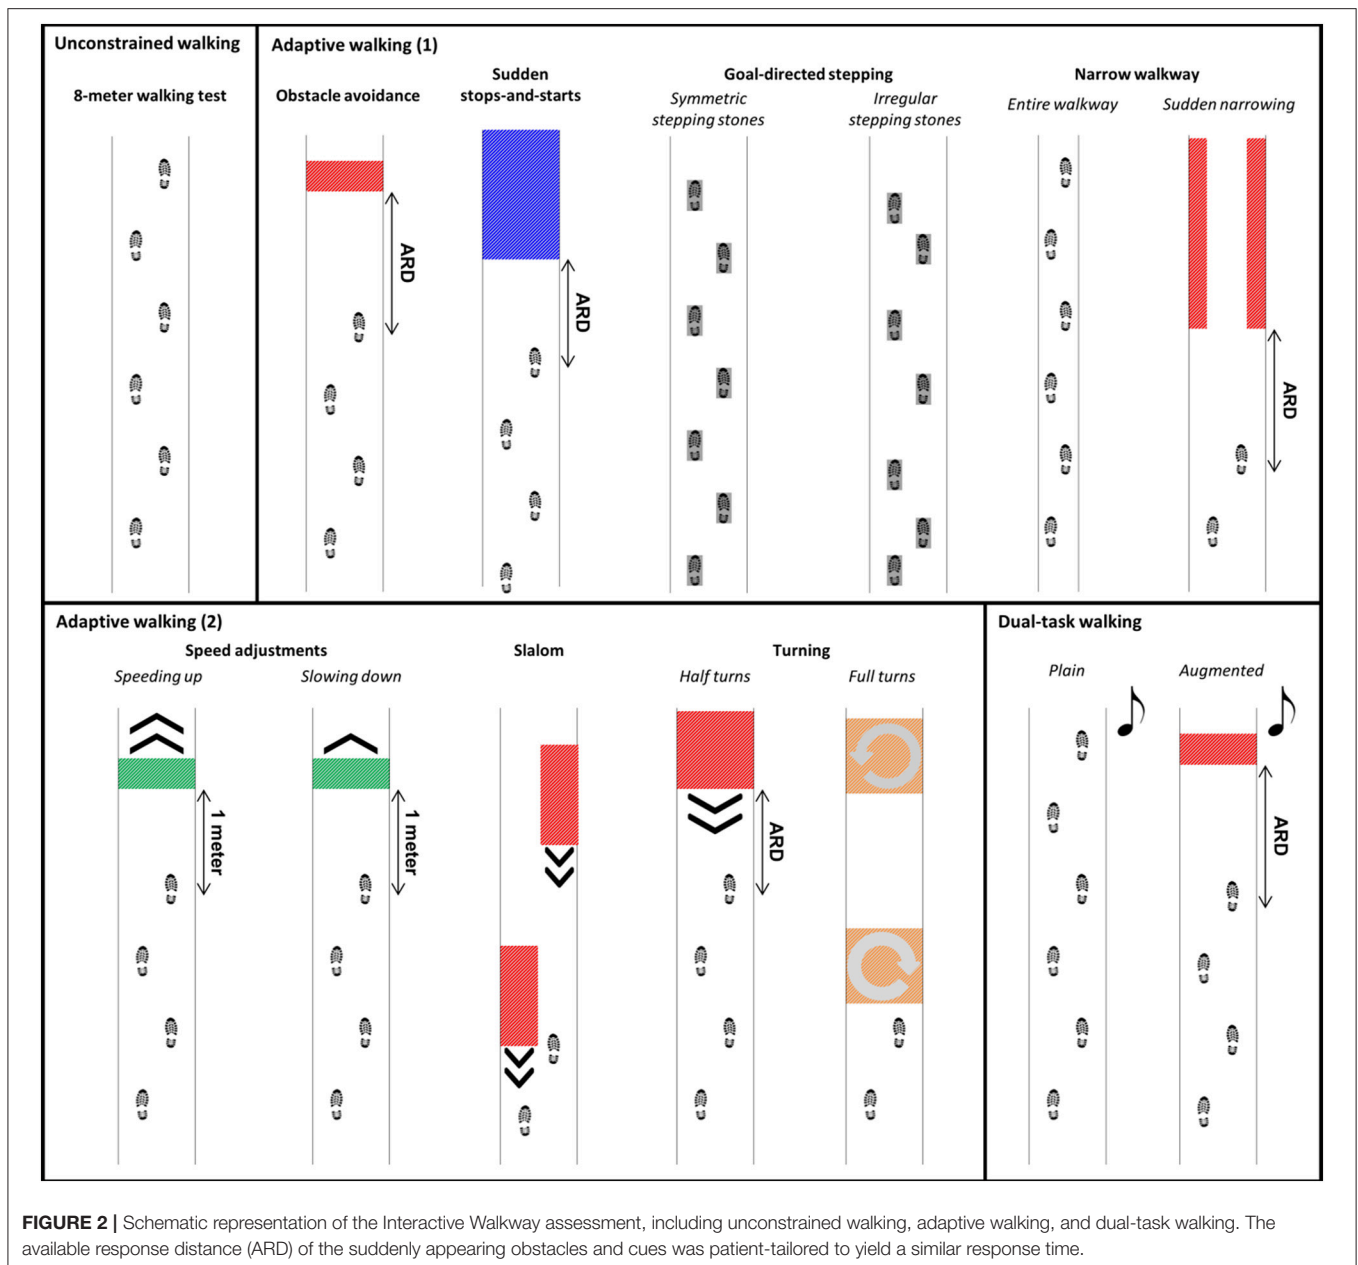 Unconstrained walking
8-meter walking test
Adaptive walking (1)
Obstacle avoidance
ARD
Sudden
stops-and-starts
ARD
Goal-directed stepping
Symmetric
stepping stones
Irregular
stepping stones
Narrow walkway
Entire walkway
Sudden narrowing
ARD
Adaptive walking (2)
Speed adjustments
Speeding up
1 meter
Slowing down
1 meter
Slalom
Turning
Half turns
ARD
Full turns
Dual-task walking
Plain
Augmented
ARD
FIGURE 2 | Schematic representation of the Interactive Walkway assessment, including unconstrained walking, adaptive walking, and dual-task walking. The
available response distance (ARD) of the suddenly appearing obstacles and cues was patient-tailored to yield a similar response time.